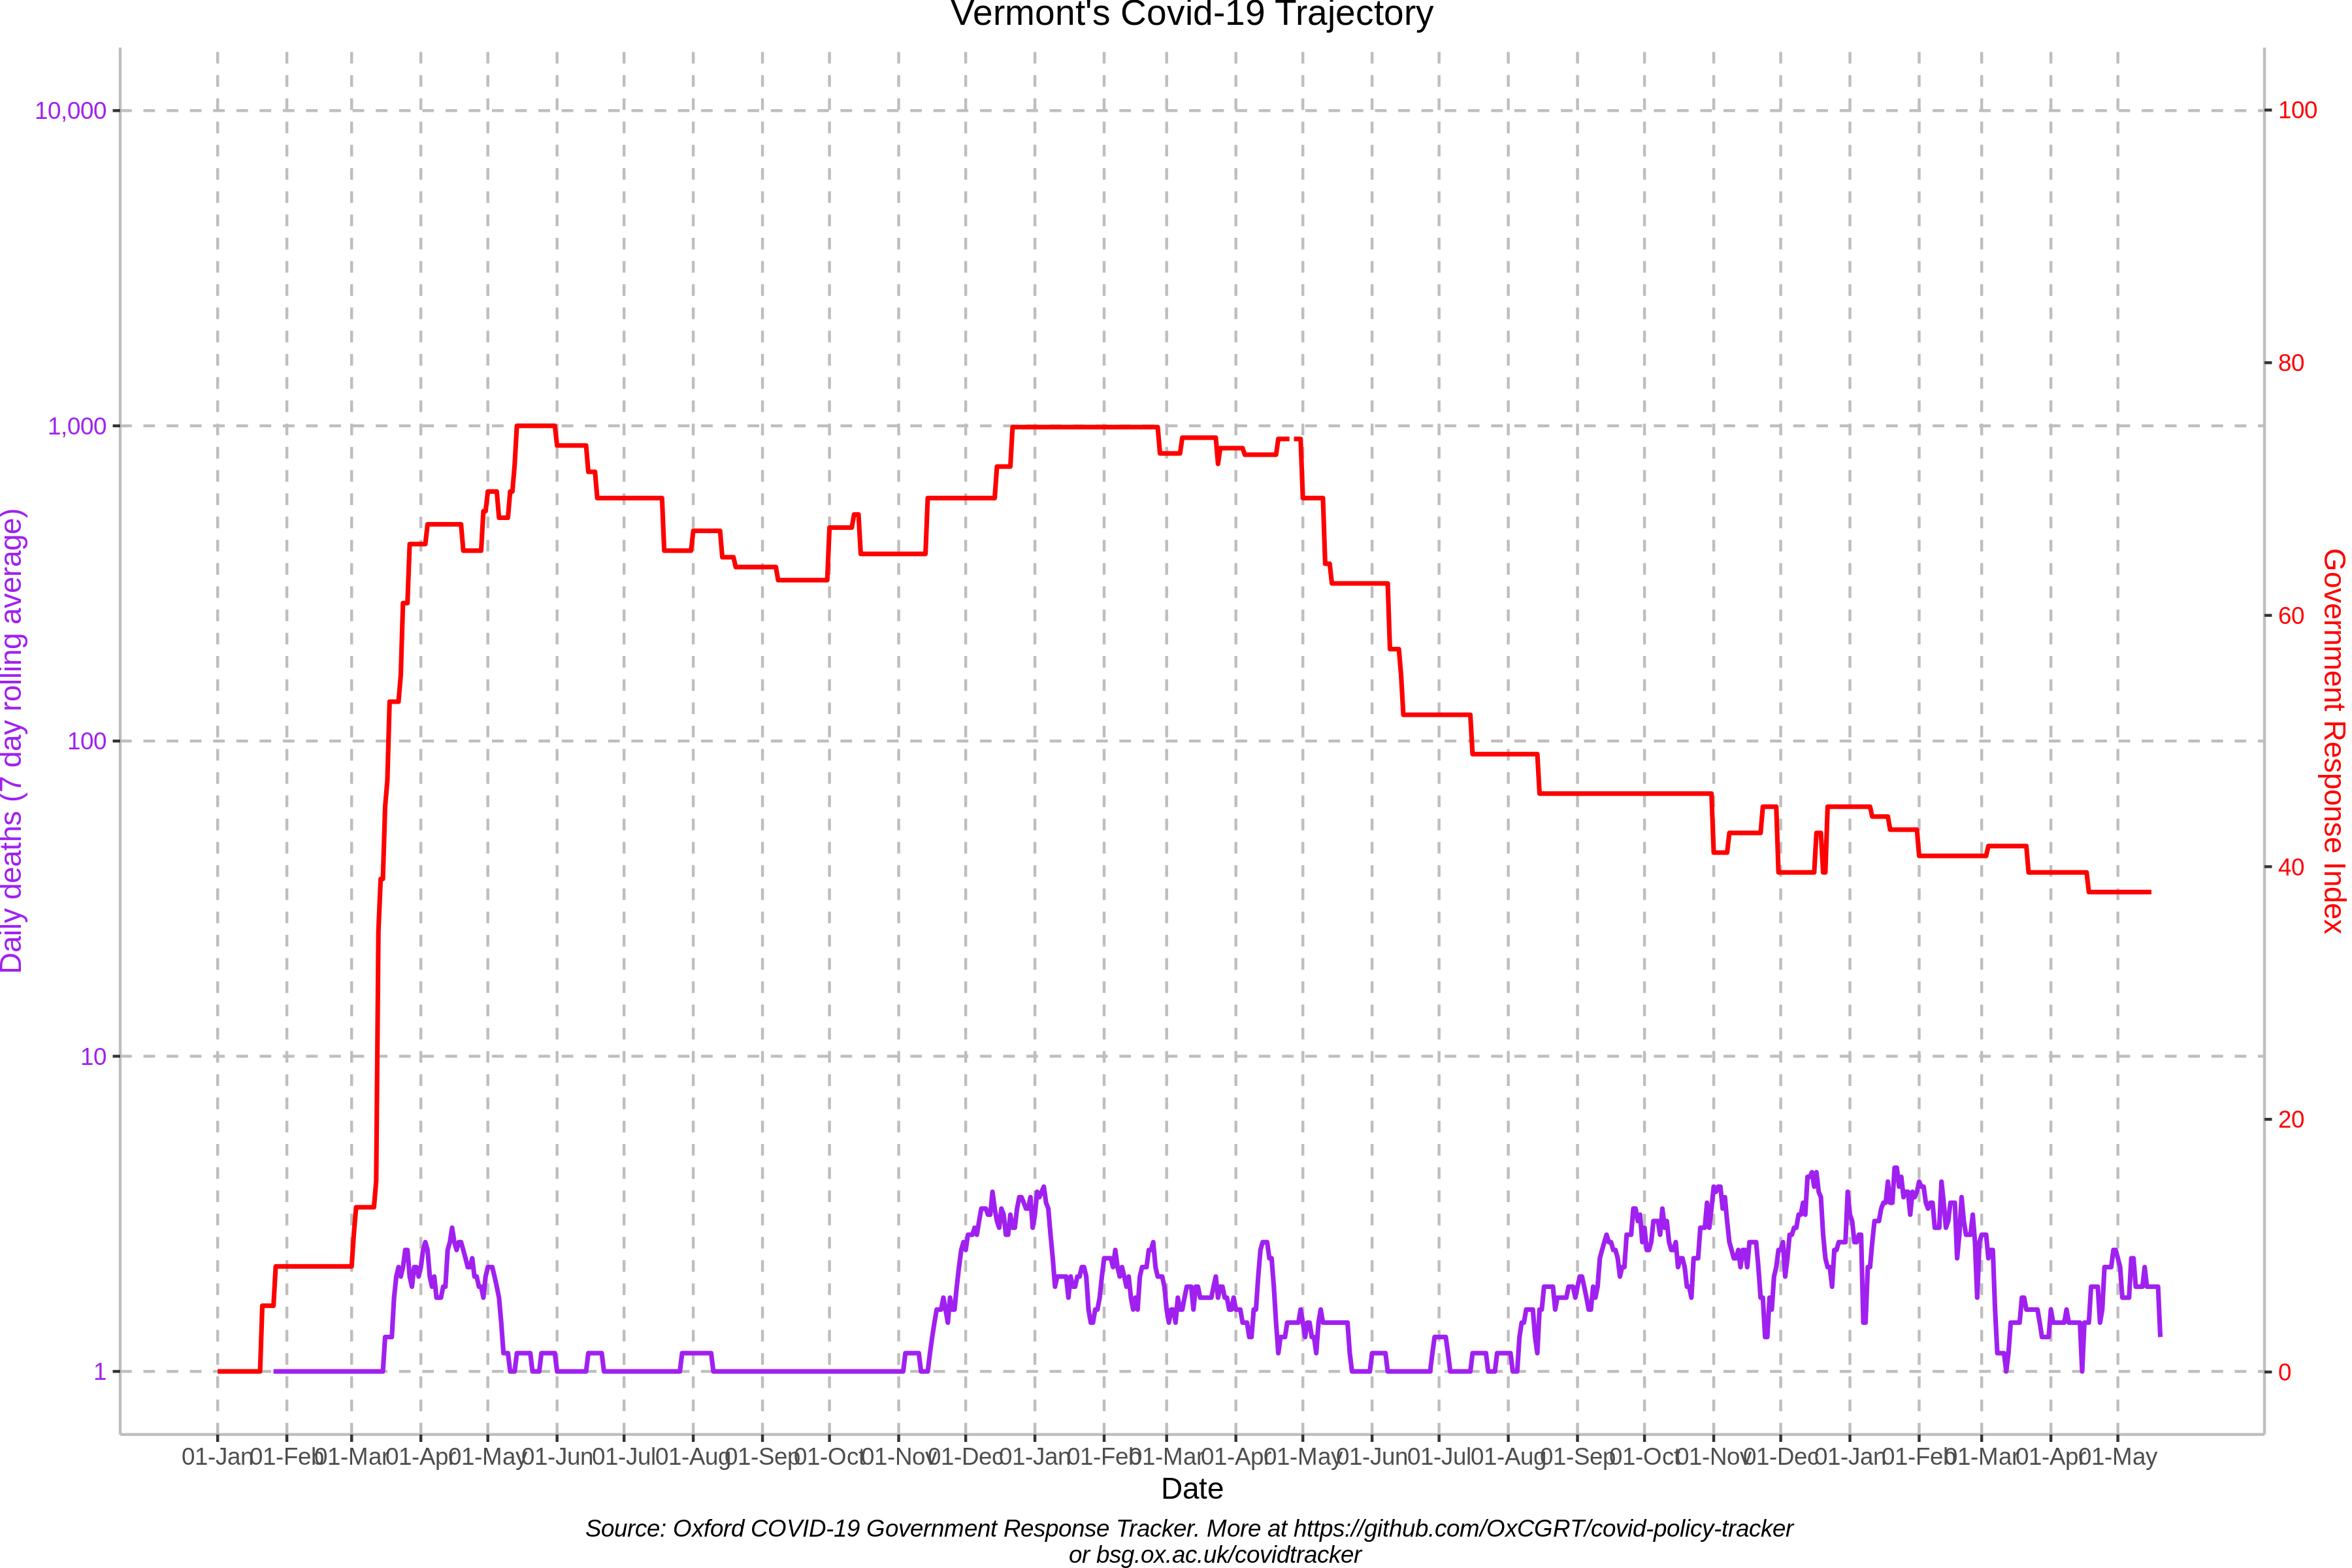 Vermont's Covid-19 Trajectory
10,000
1,000
100
10
1
Daily deaths (7 day rolling average)
100
80
60
40
20
0
Government Response Index
01-Jan 01-Feb 01-Mar 01-Apr 01-May 01-Jun 01-Jul 01-Aug 01-Sep 01-Oct 01-Nov 01-Dec 01-Jan 01-Feb 01-Mar 01-Apr 01-May 01-Jun 01-Jul 01-Aug 01-Sep 01-Oct 01-Nov 01-Dec 01-Jan 01-Feb 01-Mar 01-Apr 01-May
Date
Source: Oxford COVID-19 Government Response Tracker. More at https://github.com/OxCGRT/covid-policy-tracker
or bsg.ox.ac.uk/covidtracker